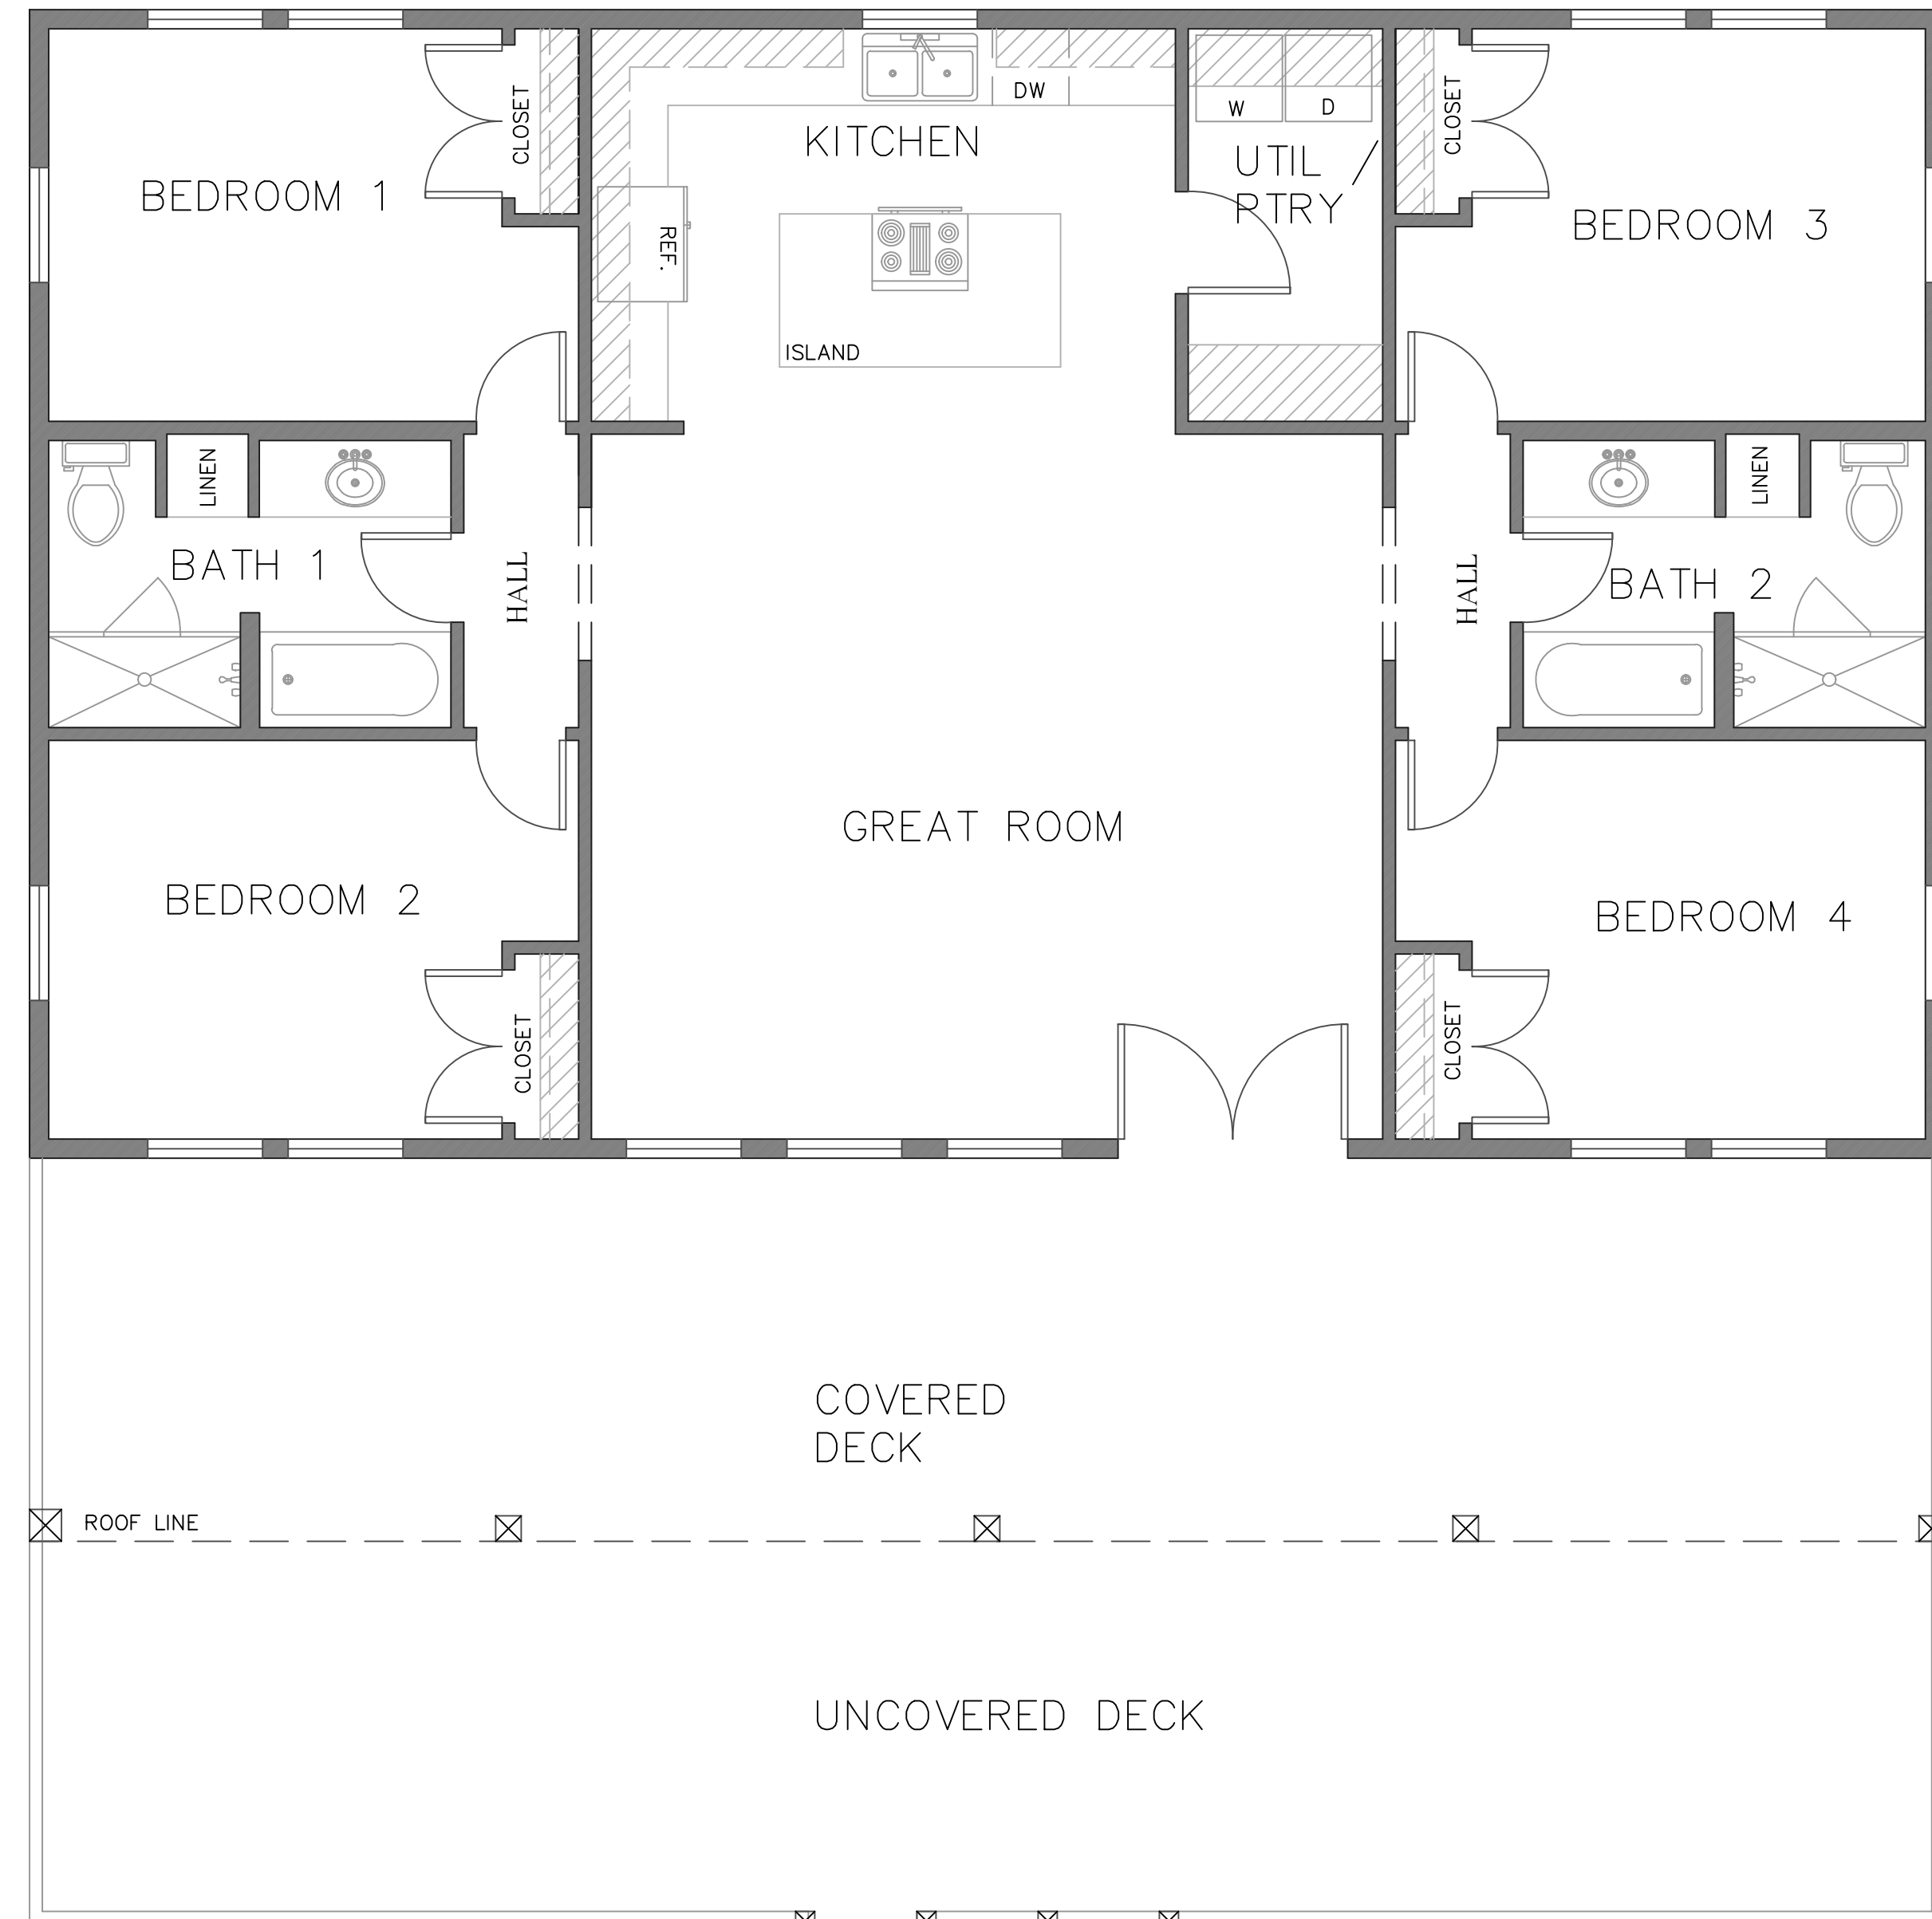 CLOSET
DW
W
D
CLOSET
KITCHEN
UTIL /
PTRY
BEDROOM 1
BEDROOM 3
REF.
ISLAND
LINEN
LINEN
BATH 1
HALL
HALL
BATH 2
GREAT ROOM
BEDROOM 2
BEDROOM 4
CLOSET
CLOSET
COVERED
DECK
ROOF LINE
UNCOVERED DECK